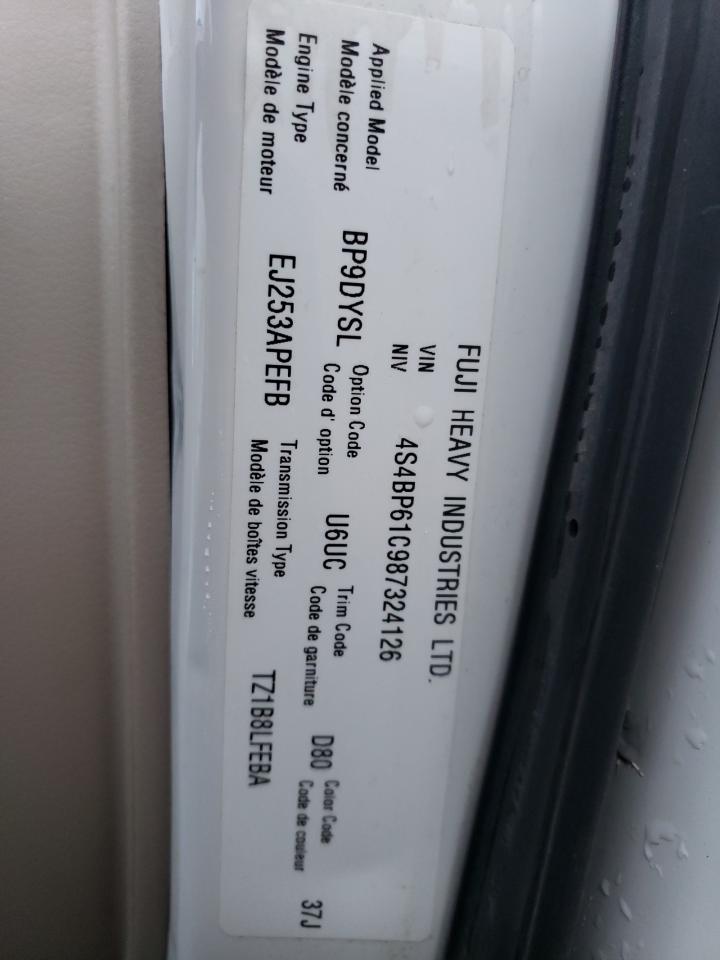 FUJI HEAVY INDUSTRIES LTD.
VIN
NIV 4S4BP61C987324126
Applied Model
Modèle concerné BP9DYSL Option Code
Code d' option U6UC Trim Code
Code de garniture D80 Color Code
Code de couleur 37J
Engine Type
Modèle de moteur EJ253APEFB Transmission Type
Modèle de boîtes vitesse TZ1B8LFEBA